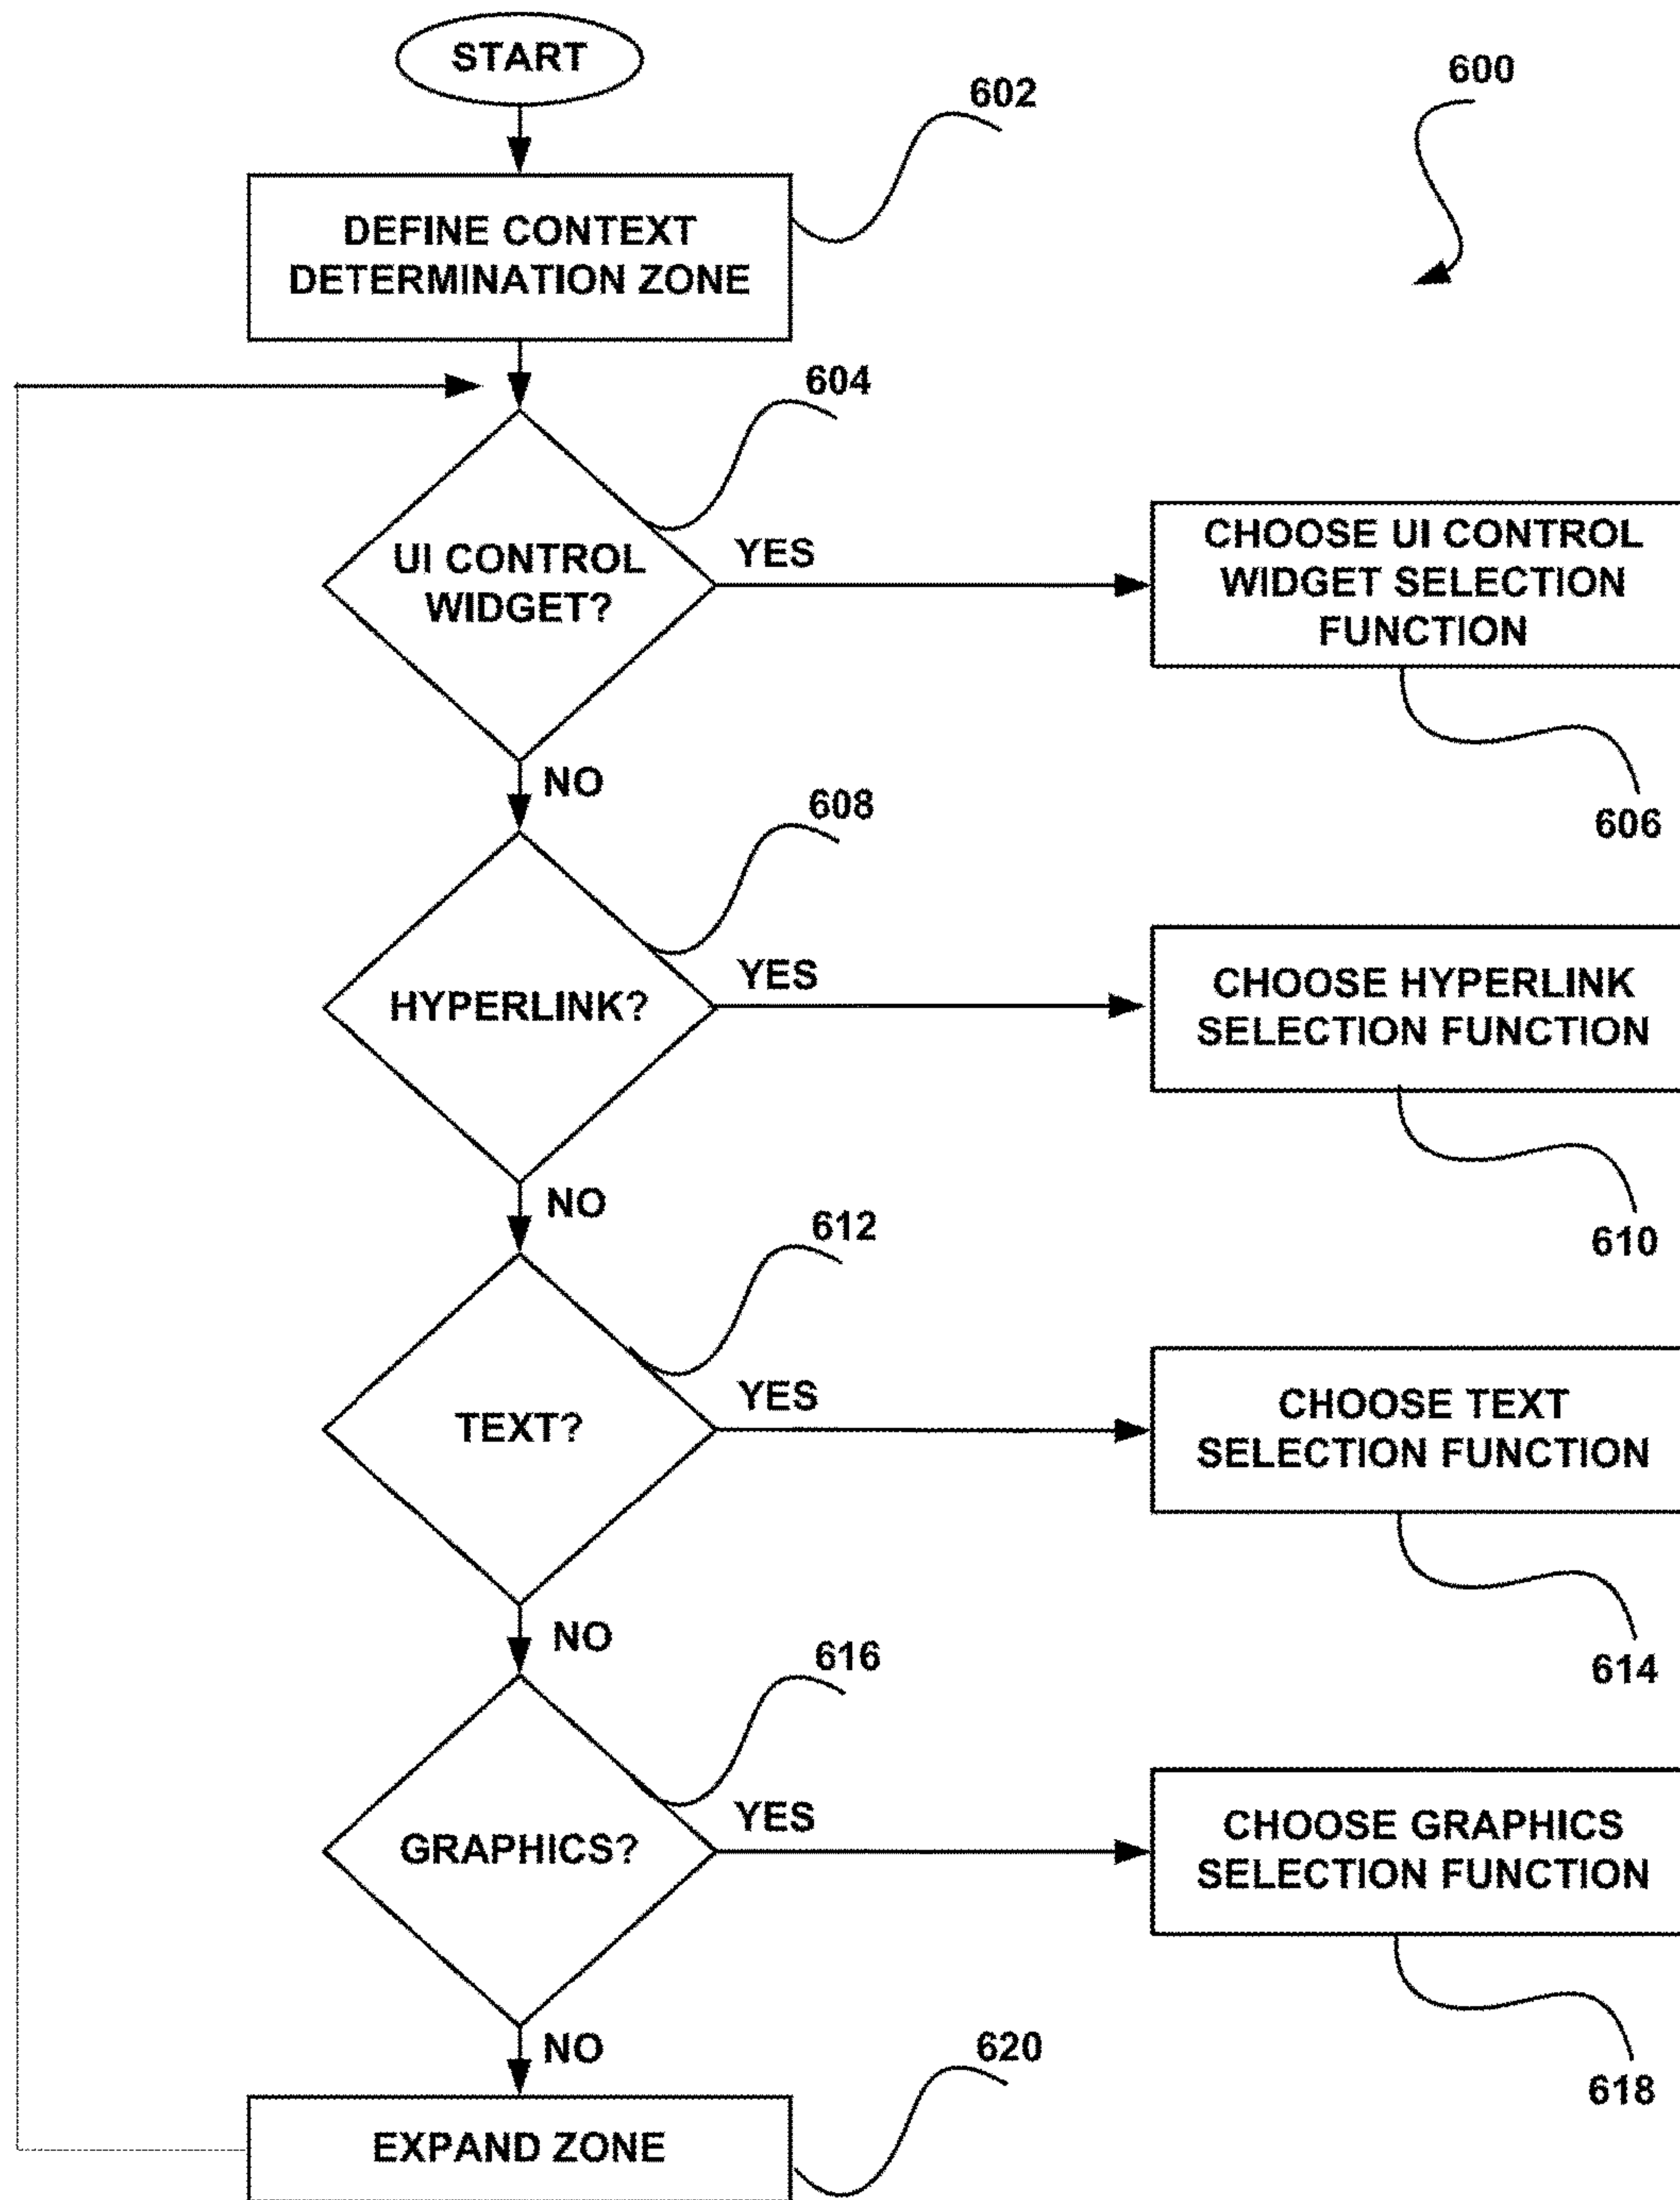 START
602
600
DEFINE CONTEXT
DETERMINATION ZONE
604
UI CONTROL
WIDGET?
YES
CHOOSE UI CONTROL
WIDGET SELECTION
FUNCTION
606
NO
608
HYPERLINK?
YES
CHOOSE HYPERLINK
SELECTION FUNCTION
610
NO
612
TEXT?
YES
CHOOSE TEXT
SELECTION FUNCTION
614
NO
616
GRAPHICS?
YES
CHOOSE GRAPHICS
SELECTION FUNCTION
618
NO
620
EXPAND ZONE